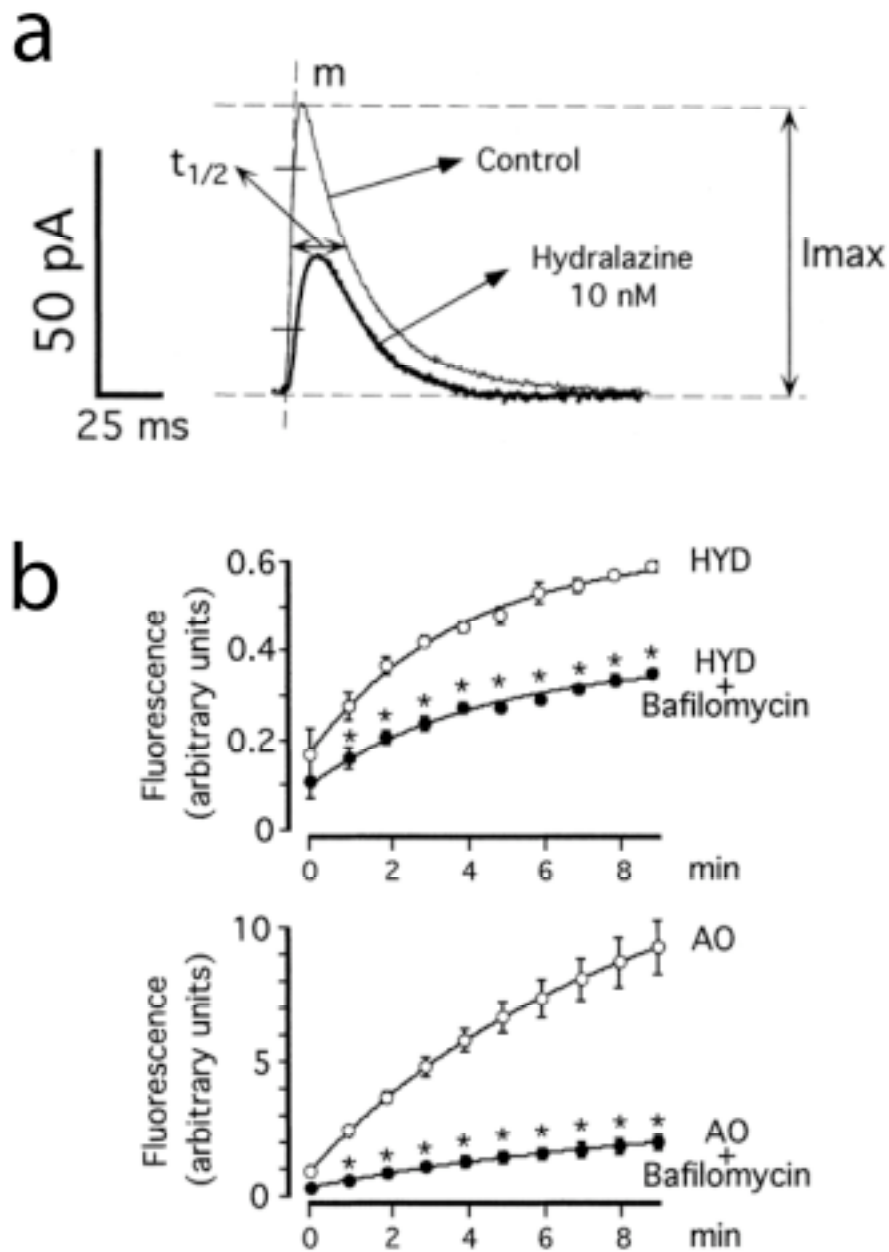 a
m
t1/2
Control
50 pA
Hydralazine
10 nM
Imax
25 ms
b
Fluorescence
(arbitrary units)
0.6
0.4
0.2
0
HYD
* * * * * * * * *
HYD
+
Bafilomycin
0 2 4 6 8 min
Fluorescence
(arbitrary units)
10
5
0
AO
* * * * * * * * *
AO
+
Bafilomycin
0 2 4 6 8 min